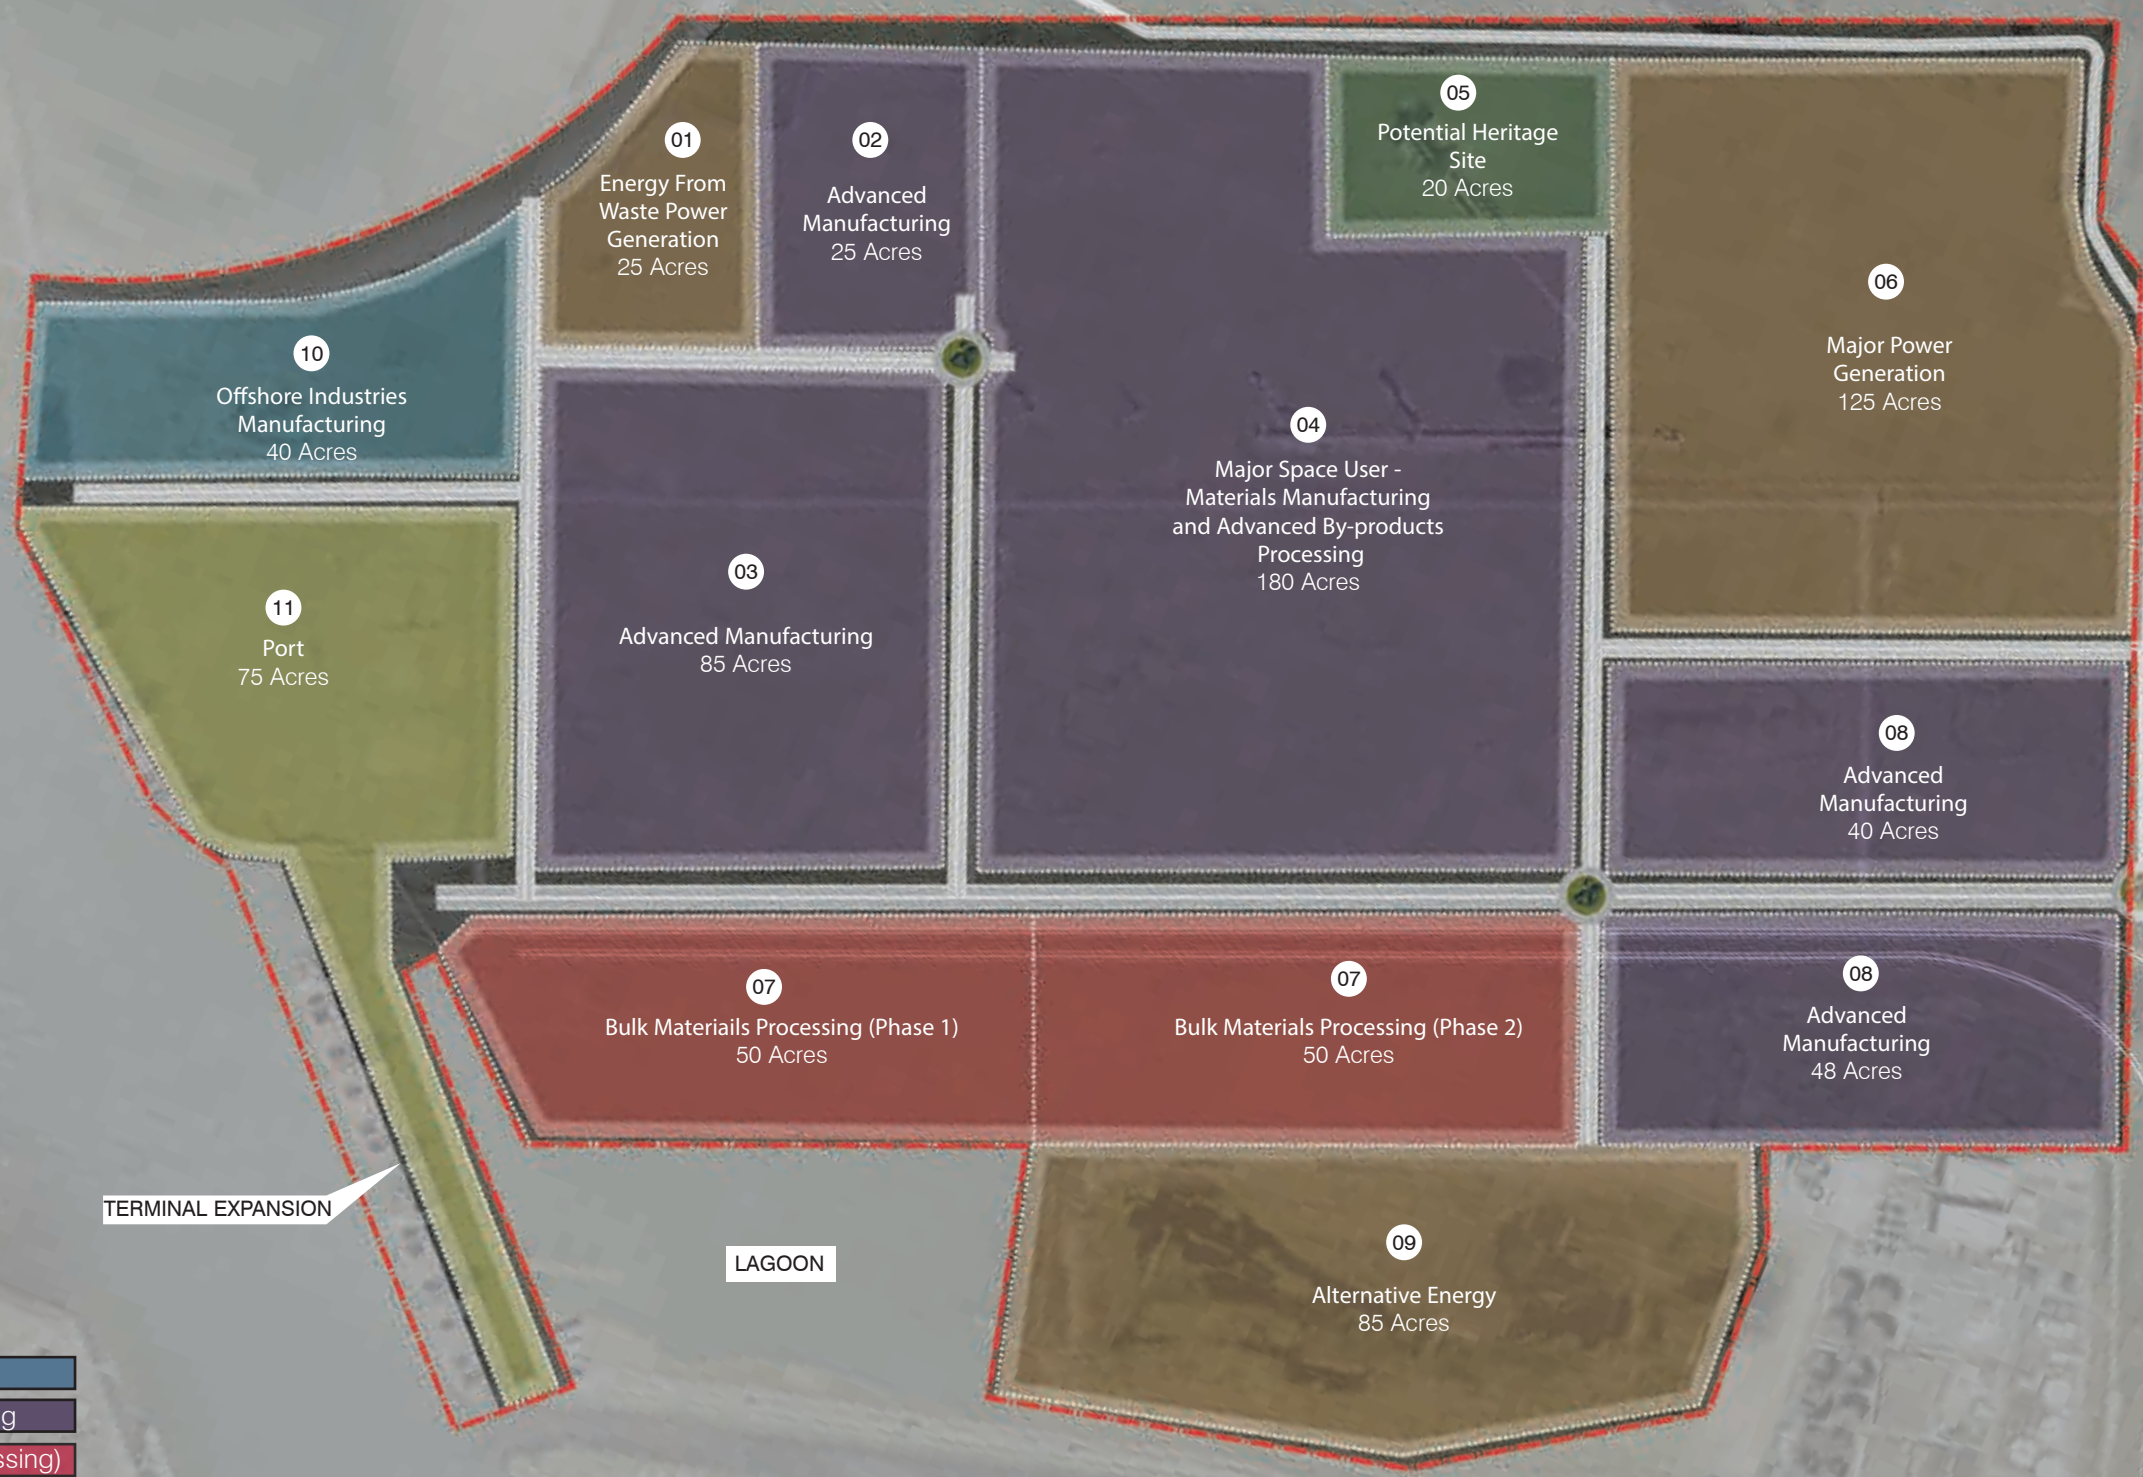 01
Energy From
Waste Power
Generation
25 Acres
02
Advanced
Manufacturing
25 Acres
05
Potential Heritage
Site
20 Acres
06
Major Power
Generation
125 Acres
10
Offshore Industries
Manufacturing
40 Acres
04
Major Space User -
Materials Manufacturing
and Advanced By-products
Processing
180 Acres
03
Advanced Manufacturing
85 Acres
11
Port
75 Acres
08
Advanced
Manufacturing
40 Acres
07
Bulk Materiails Processing (Phase 1)
50 Acres
07
Bulk Materials Processing (Phase 2)
50 Acres
08
Advanced
Manufacturing
48 Acres
TERMINAL EXPANSION
LAGOON
09
Alternative Energy
85 Acres
g
ssing)